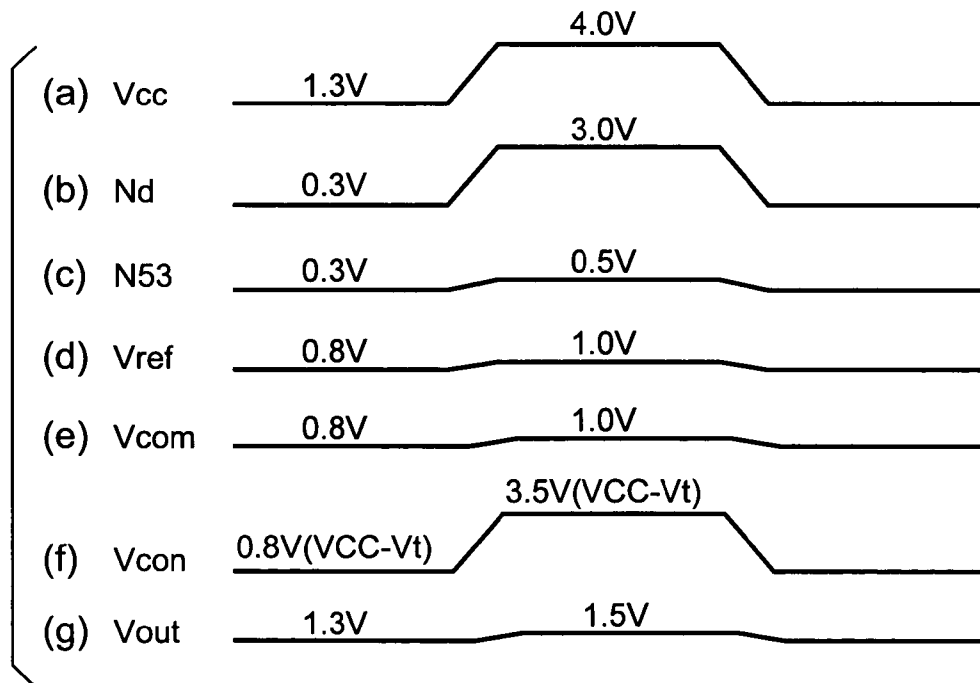 4.0V
(a) Vcc 1.3V
3.0V
(b) Nd 0.3V
(c) N53 0.3V 0.5V
(d) Vref 0.8V 1.0V
(e) Vcom 0.8V 1.0V
3.5V(VCC-Vt)
(f) Vcon 0.8V(VCC-Vt)
(g) Vout 1.3V 1.5V